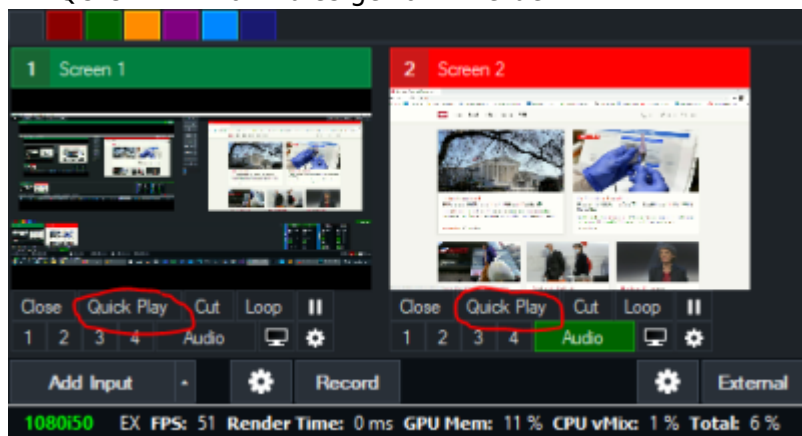 1 Screen 1
2 Screen 2
Close Quick Play Cut Loop
1 2 3 4 Audio
Close Quick Play Cut Loop
1 2 3 4 Audio
Add Input
Record
External
1080i50 EX FPS: 51 Render Time: 0 ms GPU Mem: 11 % CPU vMix: 1 % Total: 6 %